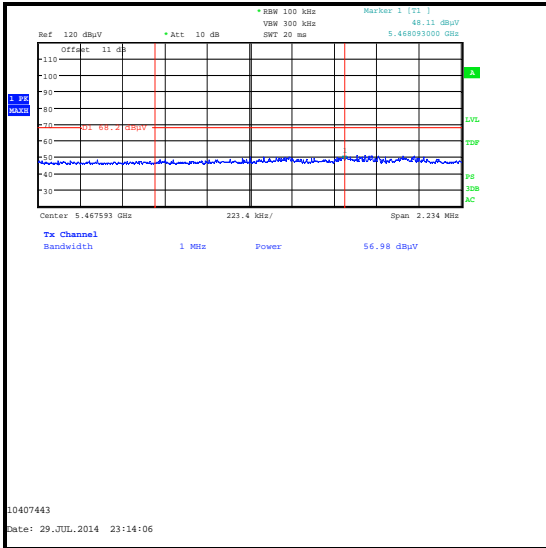 * RBW 100 kHz Marker 1 [T1 ]
VBW 300 kHz 48.11 dBµV
Ref 120 dBµV * Att 10 dB SWT 20 ms 5.468093000 GHz
Offset 11 dB
110
100
A
1 PK
MAXH
90
80
LVL
70
D1 68.2 dBµV
60
TDF
50
40
PS
30
3DB
AC
Center 5.467593 GHz 223.4 kHz/ Span 2.234 MHz
Tx Channel
Bandwidth 1 MHz Power 56.98 dBµV
10407443
Date: 29.JUL.2014 23:14:06